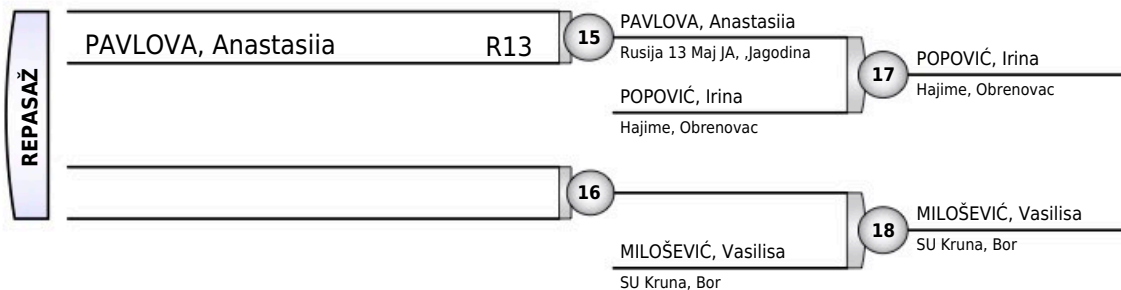 REPASAŽ
PAVLOVA, Anastasiia R13
15
PAVLOVA, Anastasiia
Rusija 13 Maj JA, ,Jagodina
POPOVIĆ, Irina
Hajime, Obrenovac
17
POPOVIĆ, Irina
Hajime, Obrenovac
16
MILOŠEVIĆ, Vasilisa
SU Kruna, Bor
18
MILOŠEVIĆ, Vasilisa
SU Kruna, Bor